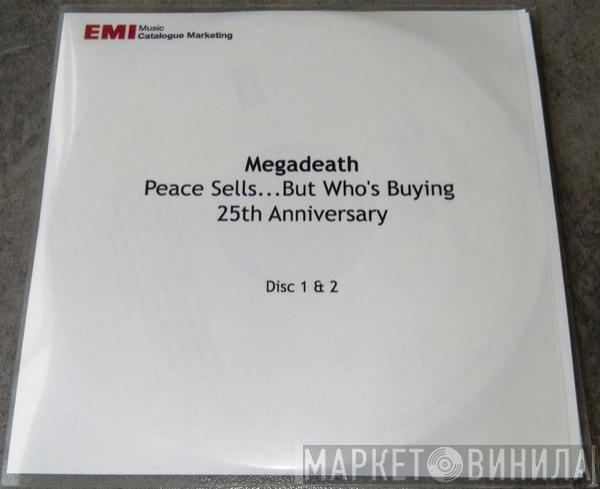 EMI Music
Catalogue Marketing
Megadeath
Peace Sells...But Who's Buying
25th Anniversary
Disc 1 & 2
МАРКЕТ ВИНИЛА